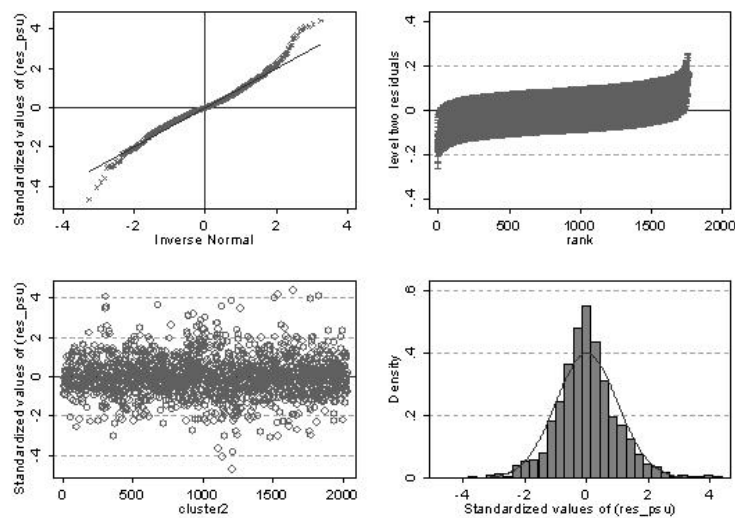 Standardized values of (res_psu)
4
2
0
-2
-4
-4 -2 0 2 4
Inverse Normal
level two residuals
.4
.2
0
-.2
-.4
0 500 1000 1500 2000
rank
Standardized values of (res_psu)
4
2
0
-2
-4
0 500 1000 1500 2000
cluster2
Density
.6
.4
.2
0
-4 -2 0 2 4
Standardized values of (res_psu)